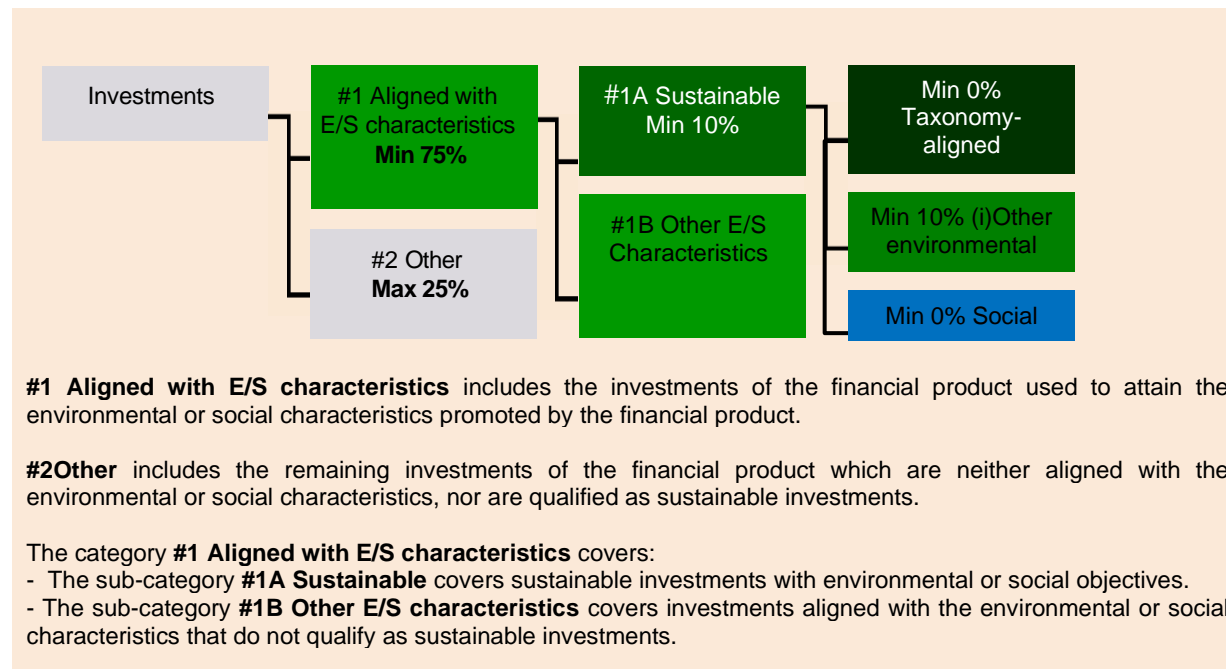 Investments
#1 Aligned with
E/S characteristics
Min 75%
#2 Other
Max 25%
#1A Sustainable
Min 10%
#1B Other E/S
Characteristics
Min 0%
Taxonomy-
aligned
Min 10% (i)Other
environmental
Min 0% Social
#1 Aligned with E/S characteristics includes the investments of the financial product used to attain the
environmental or social characteristics promoted by the financial product.
#2Other includes the remaining investments of the financial product which are neither aligned with the
environmental or social characteristics, nor are qualified as sustainable investments.
The category #1 Aligned with E/S characteristics covers:
- The sub-category #1A Sustainable covers sustainable investments with environmental or social objectives.
- The sub-category #1B Other E/S characteristics covers investments aligned with the environmental or social
characteristics that do not qualify as sustainable investments.